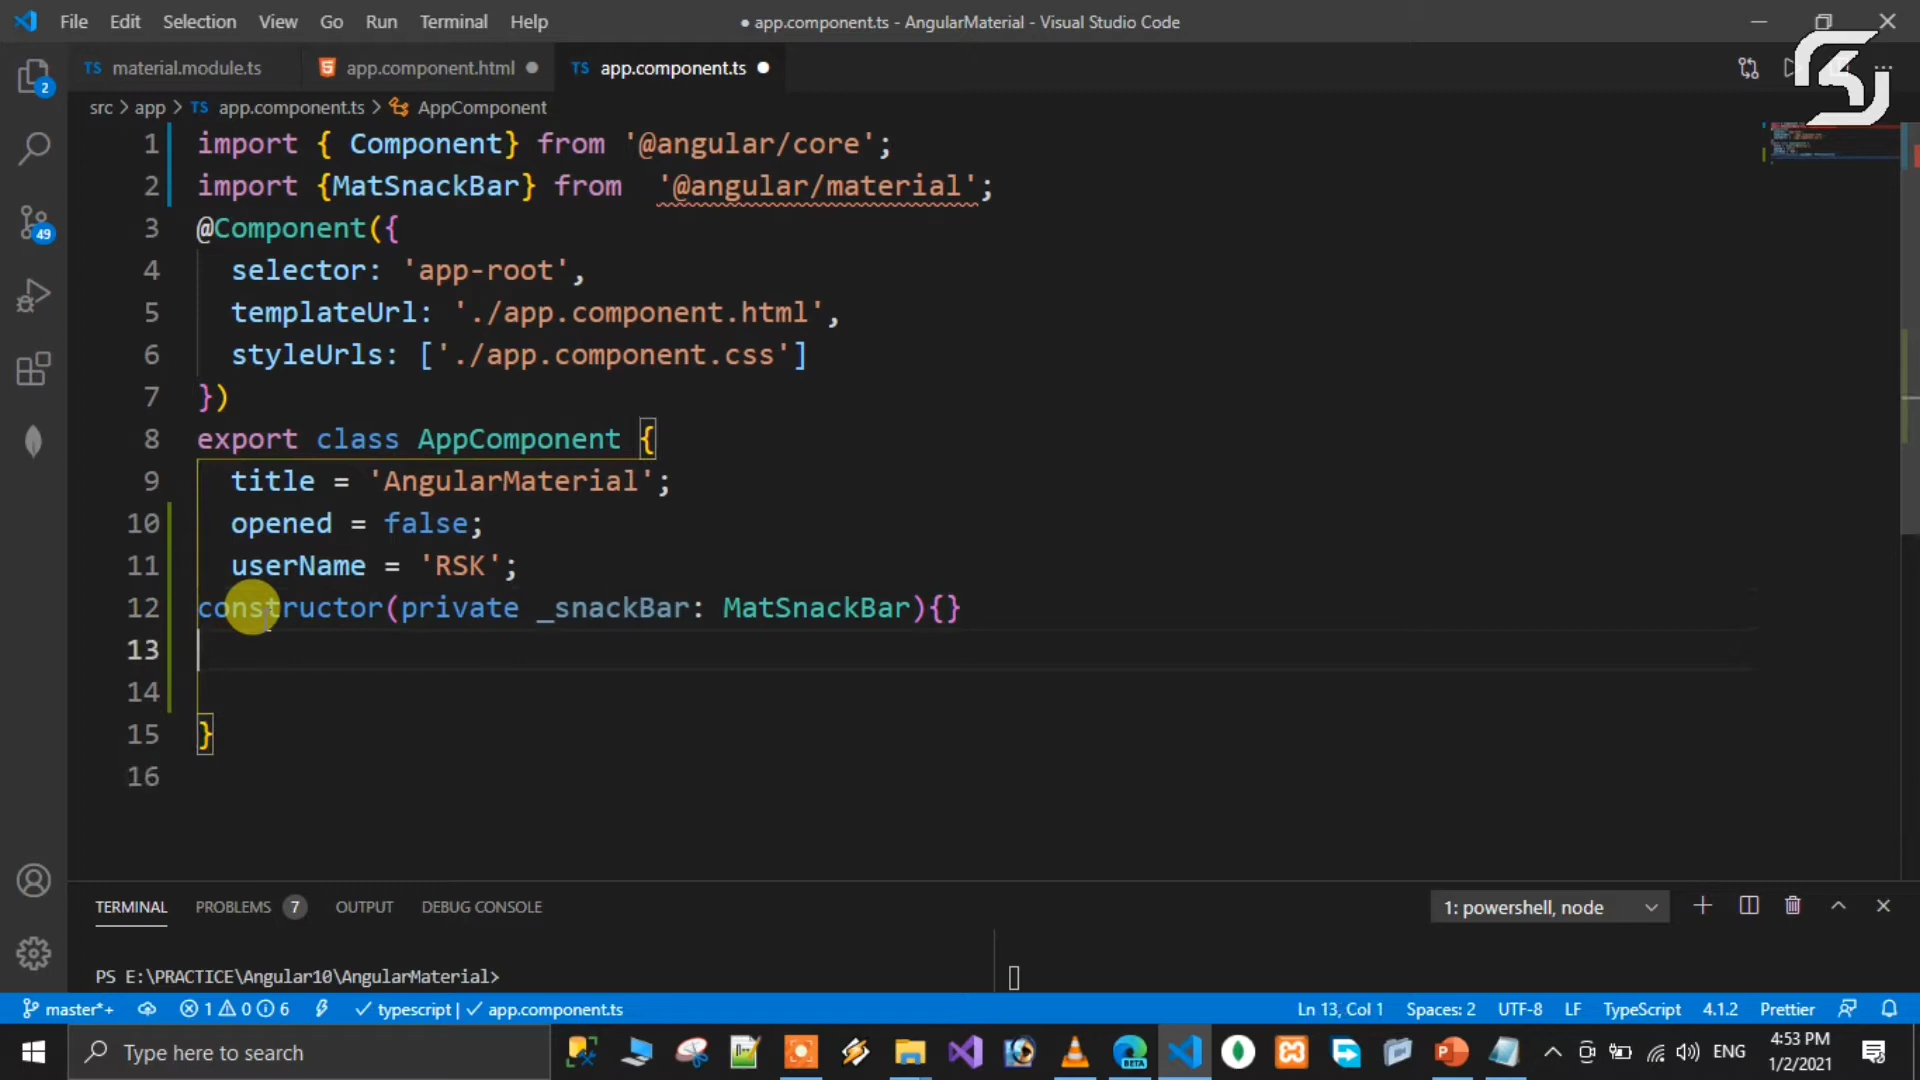 File Edit Selection View Go Run Terminal Help
● app.component.ts - AngularMaterial - Visual Studio Code
TS material.module.ts
app.component.html ●
TS app.component.ts ●
src > app > TS app.component.ts > AppComponent
1 import { Component} from '@angular/core';
2 import {MatSnackBar} from  '@angular/material';
3 @Component({
4   selector: 'app-root',
5   templateUrl: './app.component.html',
6   styleUrls: ['./app.component.css']
7 })
8 export class AppComponent {
9   title = 'AngularMaterial';
10   opened = false;
11   userName = 'RSK';
12 constructor(private _snackBar: MatSnackBar){}
13
14
15 }
16
2
49
TERMINAL PROBLEMS 7 OUTPUT DEBUG CONSOLE
1: powershell, node
PS E:\PRACTICE\Angular10\AngularMaterial>
master*+ 1 0 6 typescript | app.component.ts
Ln 13, Col 1 Spaces: 2 UTF-8 LF TypeScript 4.1.2 Prettier
Type here to search
BETA
ENG
4:53 PM
1/2/2021